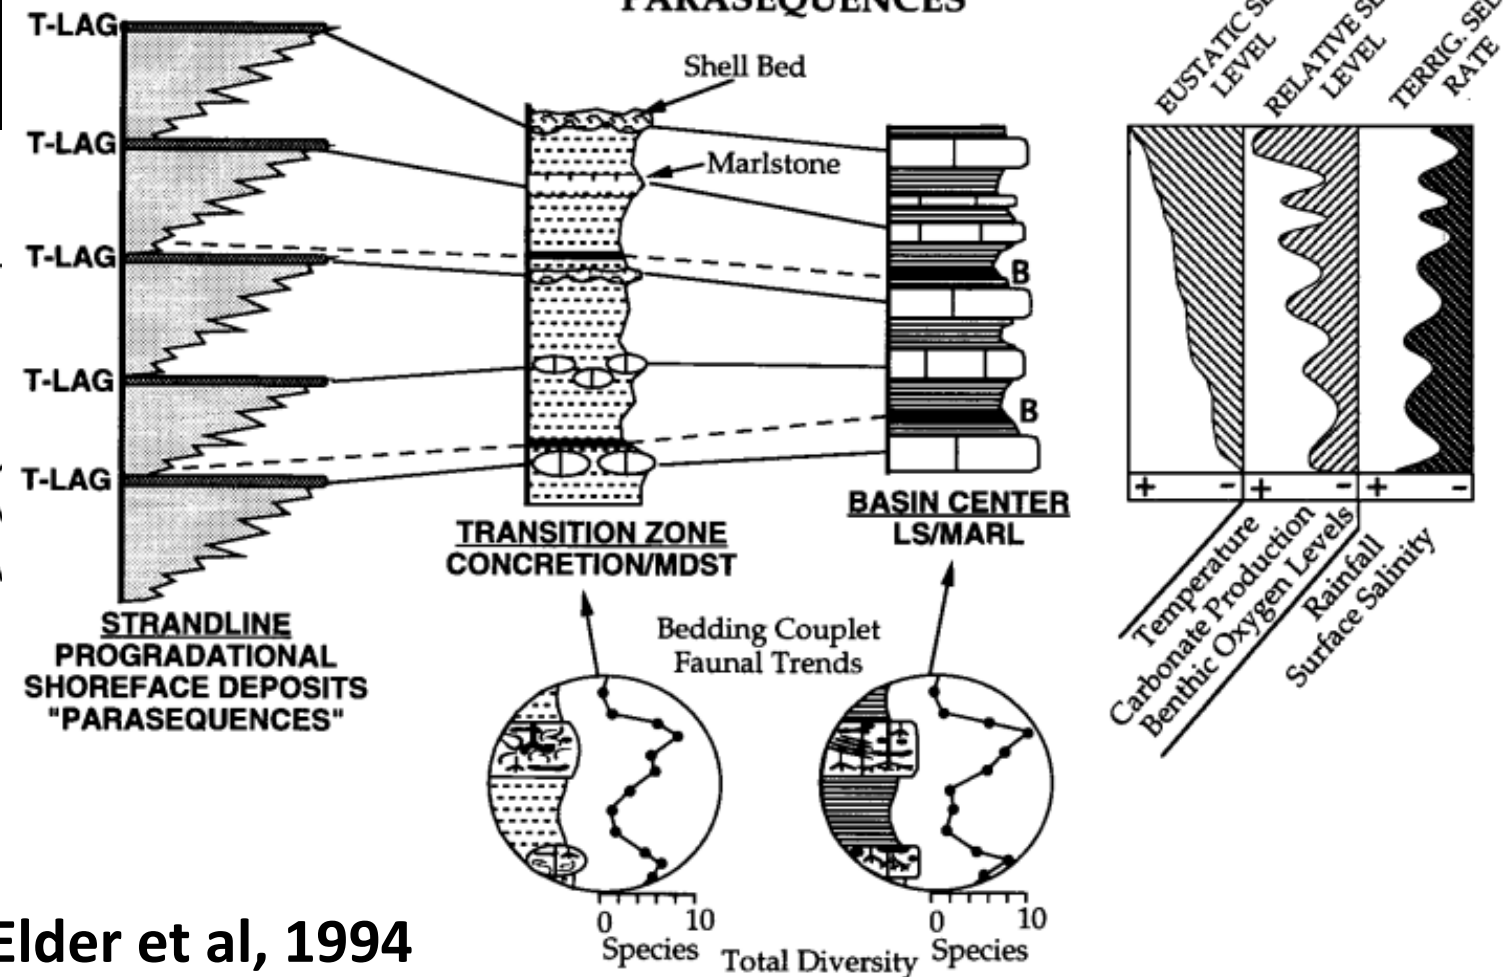 PARASEQUENCES
T-LAG
T-LAG
T-LAG
T-LAG
T-LAG
Shell Bed
Marlstone
B
B
EUSTATIC
LEVEL
RELATIVE
LEVEL
TERRIG.
RATE
+ - + - + -
STRANDLINE
PROGRADATIONAL
SHOREFACE DEPOSITS
"PARASEQUENCES"
TRANSITION ZONE
CONCRETION/MDST
BASIN CENTER
LS/MARL
Temperature
Carbonate Production
Benthic Oxygen Levels
Rainfall
Surface Salinity
Bedding Couplet
Faunal Trends
0 10
Species
Total Diversity
0 10
Species
Elder et al, 1994